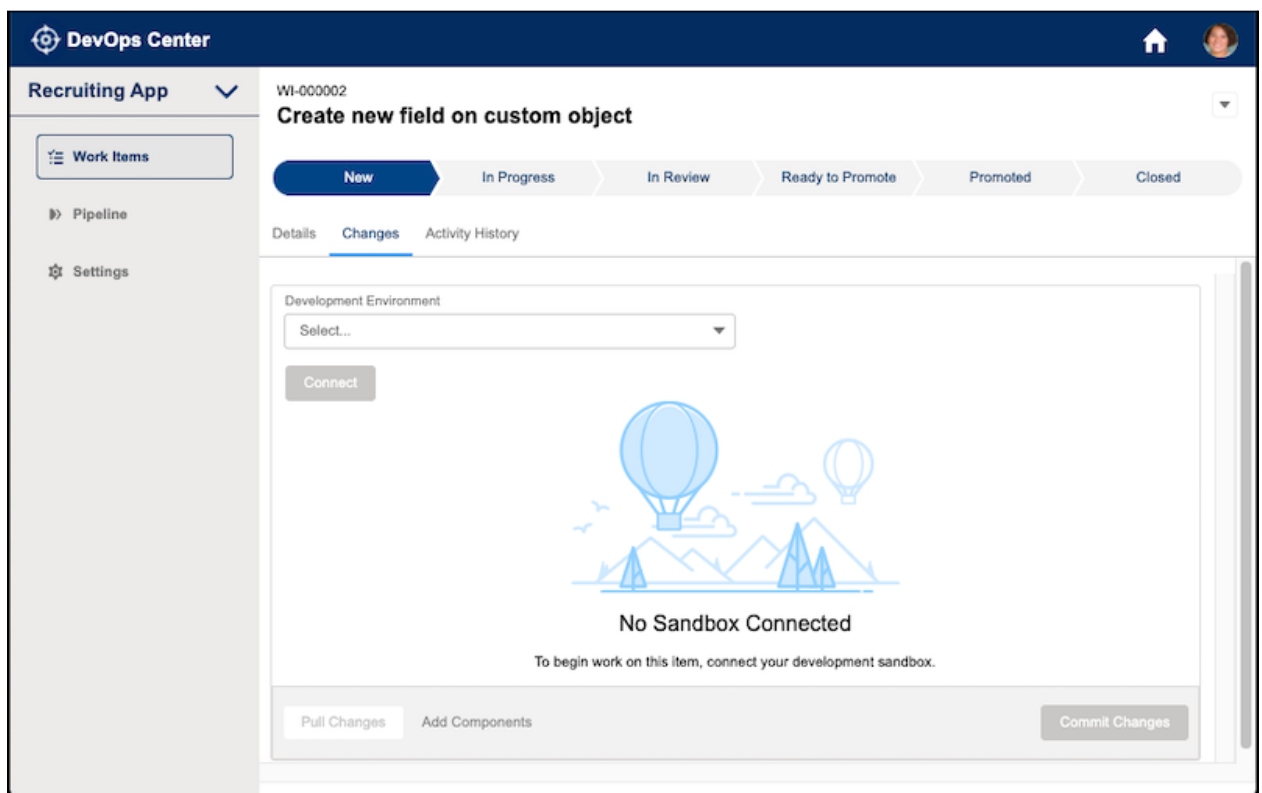 DevOps Center
Recruiting App
Work Items
Pipeline
Settings
WI-000002
Create new field on custom object
New
In Progress
In Review
Ready to Promote
Promoted
Closed
Details
Changes
Activity History
Development Environment
Select...
Connect
No Sandbox Connected
To begin work on this item, connect your development sandbox.
Pull Changes
Add Components
Commit Changes